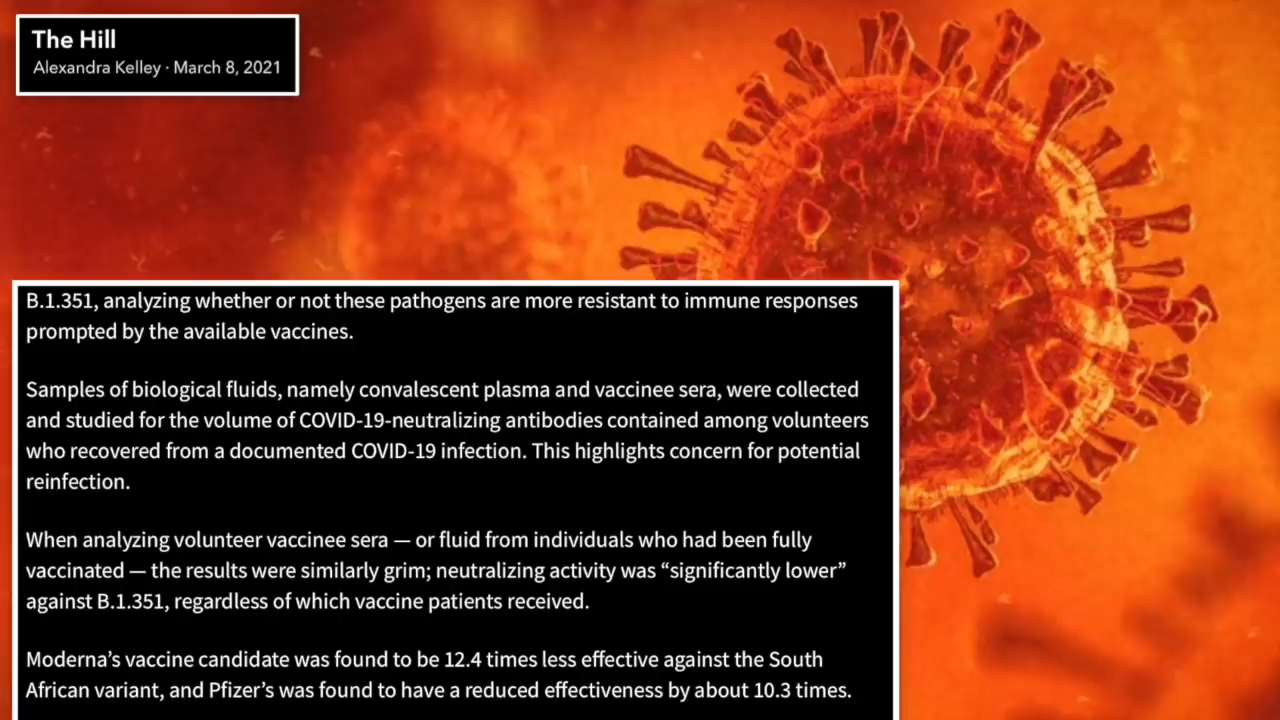 The Hill
Alexandra Kelley · March 8, 2021
B.1.351, analyzing whether or not these pathogens are more resistant to immune responses
prompted by the available vaccines.
Samples of biological fluids, namely convalescent plasma and vaccinee sera, were collected
and studied for the volume of COVID-19-neutralizing antibodies contained among volunteers
who recovered from a documented COVID-19 infection. This highlights concern for potential
reinfection.
When analyzing volunteer vaccinee sera — or fluid from individuals who had been fully
vaccinated — the results were similarly grim; neutralizing activity was “significantly lower”
against B.1.351, regardless of which vaccine patients received.
Moderna’s vaccine candidate was found to be 12.4 times less effective against the South
African variant, and Pfizer’s was found to have a reduced effectiveness by about 10.3 times.